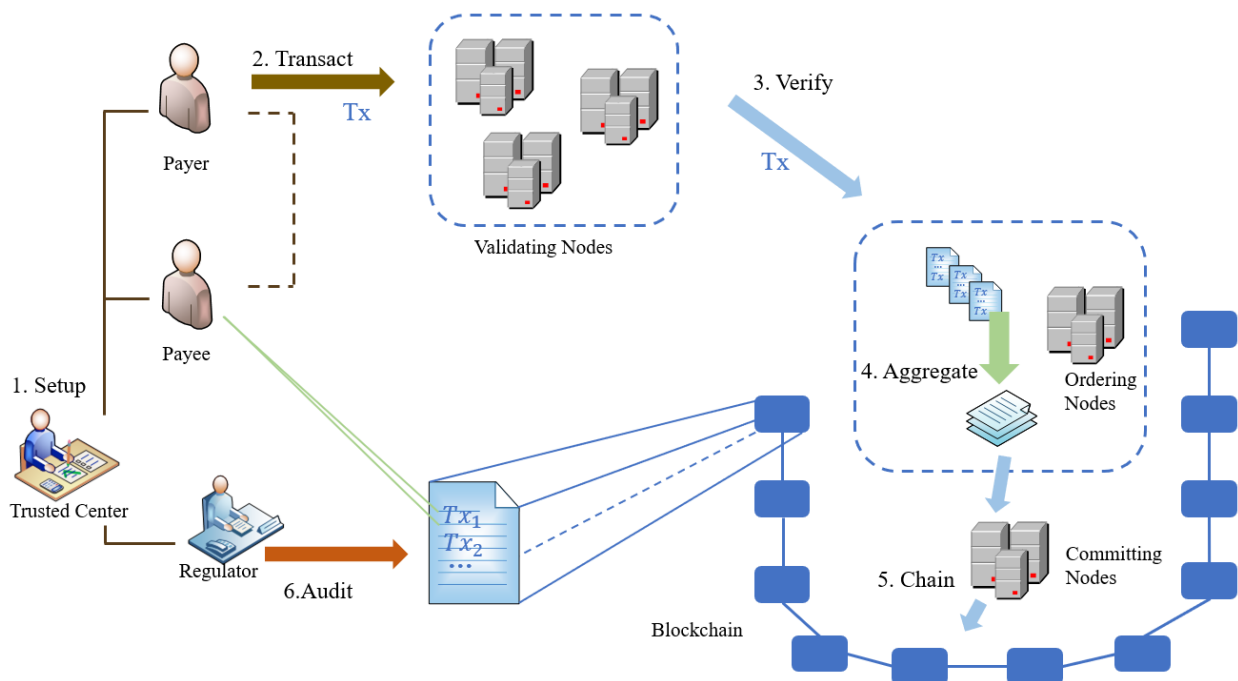 2. Transact
Tx
Payer
Validating Nodes
3. Verify
Tx
Payee
1. Setup
Trusted Center
Regulator
6.Audit
Tx₁
Tx₂
...
Tx
...
Tx
Tx
...
Tx
Tx
...
Tx
4. Aggregate
Ordering
Nodes
5. Chain
Committing
Nodes
Blockchain